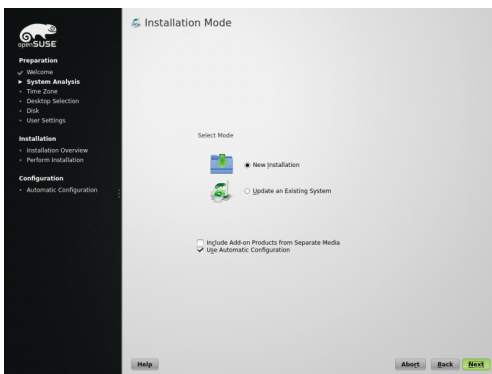 openSUSE
Preparation
Welcome
System Analysis
Time Zone
Desktop Selection
Disk
User Settings
Installation
Installation Overview
Perform Installation
Configuration
Automatic Configuration
Installation Mode
Select Mode
New Installation
Update an Existing System
Include Add-on Products from Separate Media
Use Automatic Configuration
Help
Abort
Back
Next